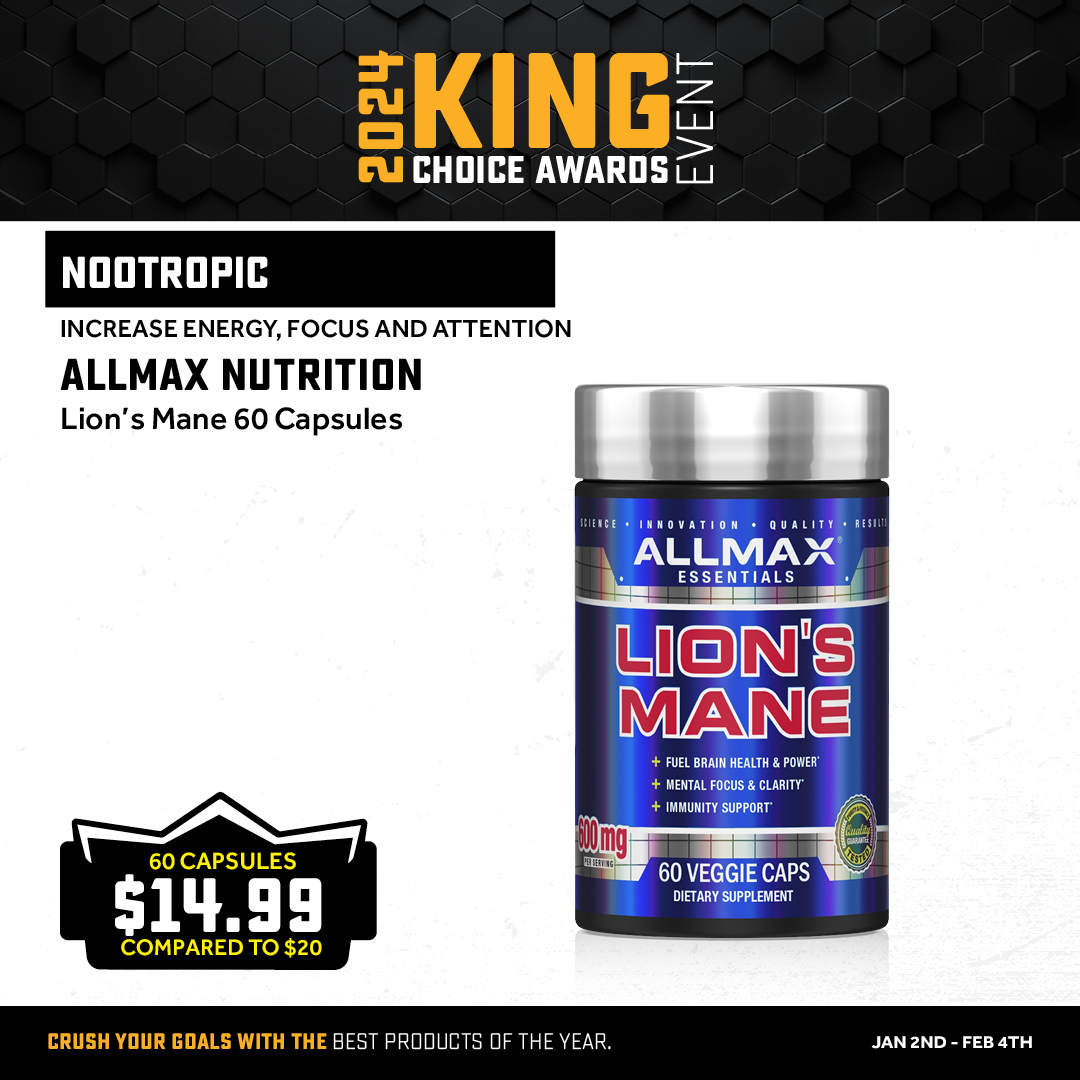 2024
KING
CHOICE AWARDS
EVENT
NOOTROPIC
INCREASE ENERGY, FOCUS AND ATTENTION
ALLMAX NUTRITION
Lion's Mane 60 Capsules
SCIENCE • INNOVATION • QUALITY • RESULTS
ALLMAX®
ESSENTIALS
LION'S
MANE
+ FUEL BRAIN HEALTH & POWER*
+ MENTAL FOCUS & CLARITY*
+ IMMUNITY SUPPORT*
600 mg
PER SERVING
Quality
GUARANTEE
TESTED
60 VEGGIE CAPS
DIETARY SUPPLEMENT
60 CAPSULES
$14.99
COMPARED TO $20
CRUSH YOUR GOALS WITH THE BEST PRODUCTS OF THE YEAR.
JAN 2ND - FEB 4TH